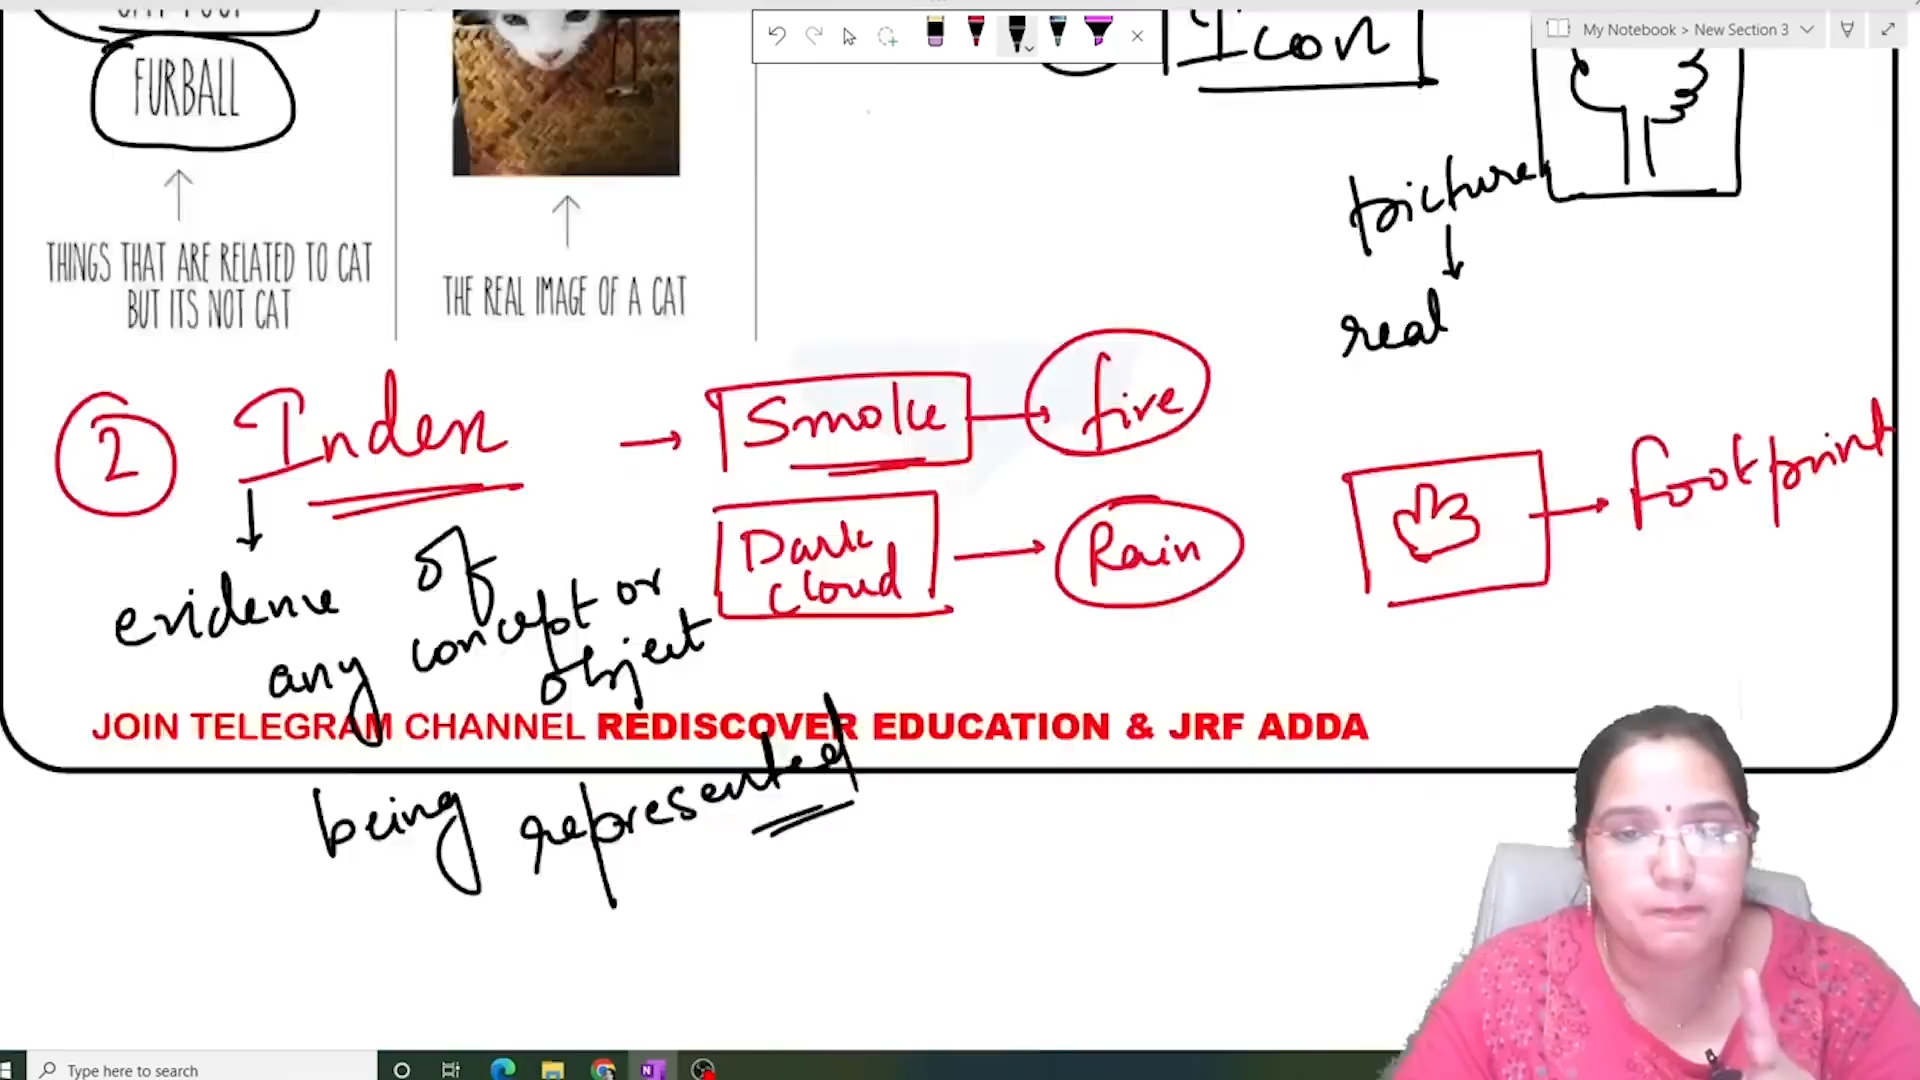 My Notebook > New Section 3
Icon
FURBALL
THINGS THAT ARE RELATED TO CAT
BUT ITS NOT CAT
THE REAL IMAGE OF A CAT
picture
real
2 Index → Smoke → fire
Dark
cloud → Rain
→ footprint
evidence of
any concept or
object
being represented
JOIN TELEGRAM CHANNEL REDISCOVER EDUCATION & JRF ADDA
Type here to search